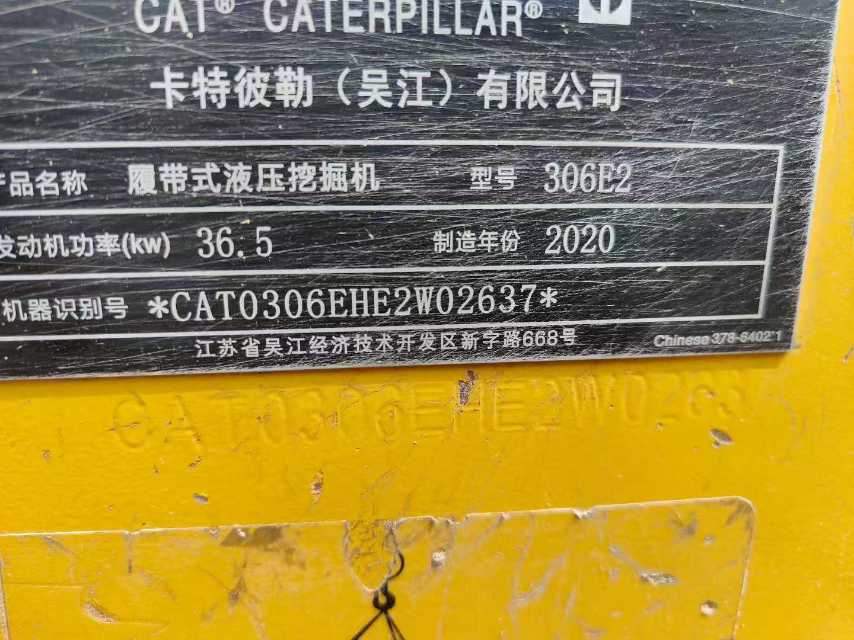 CAT® CATERPILLAR®
卡特彼勒（吴江）有限公司
产品名称 履带式液压挖掘机 型号 306E2
发动机功率(kw) 36.5 制造年份 2020
机器识别号 *CAT0306EHE2W02637*
江苏省吴江经济技术开发区新字路668号
Chinese 378-6402 1
CAT0306EHE2W0263